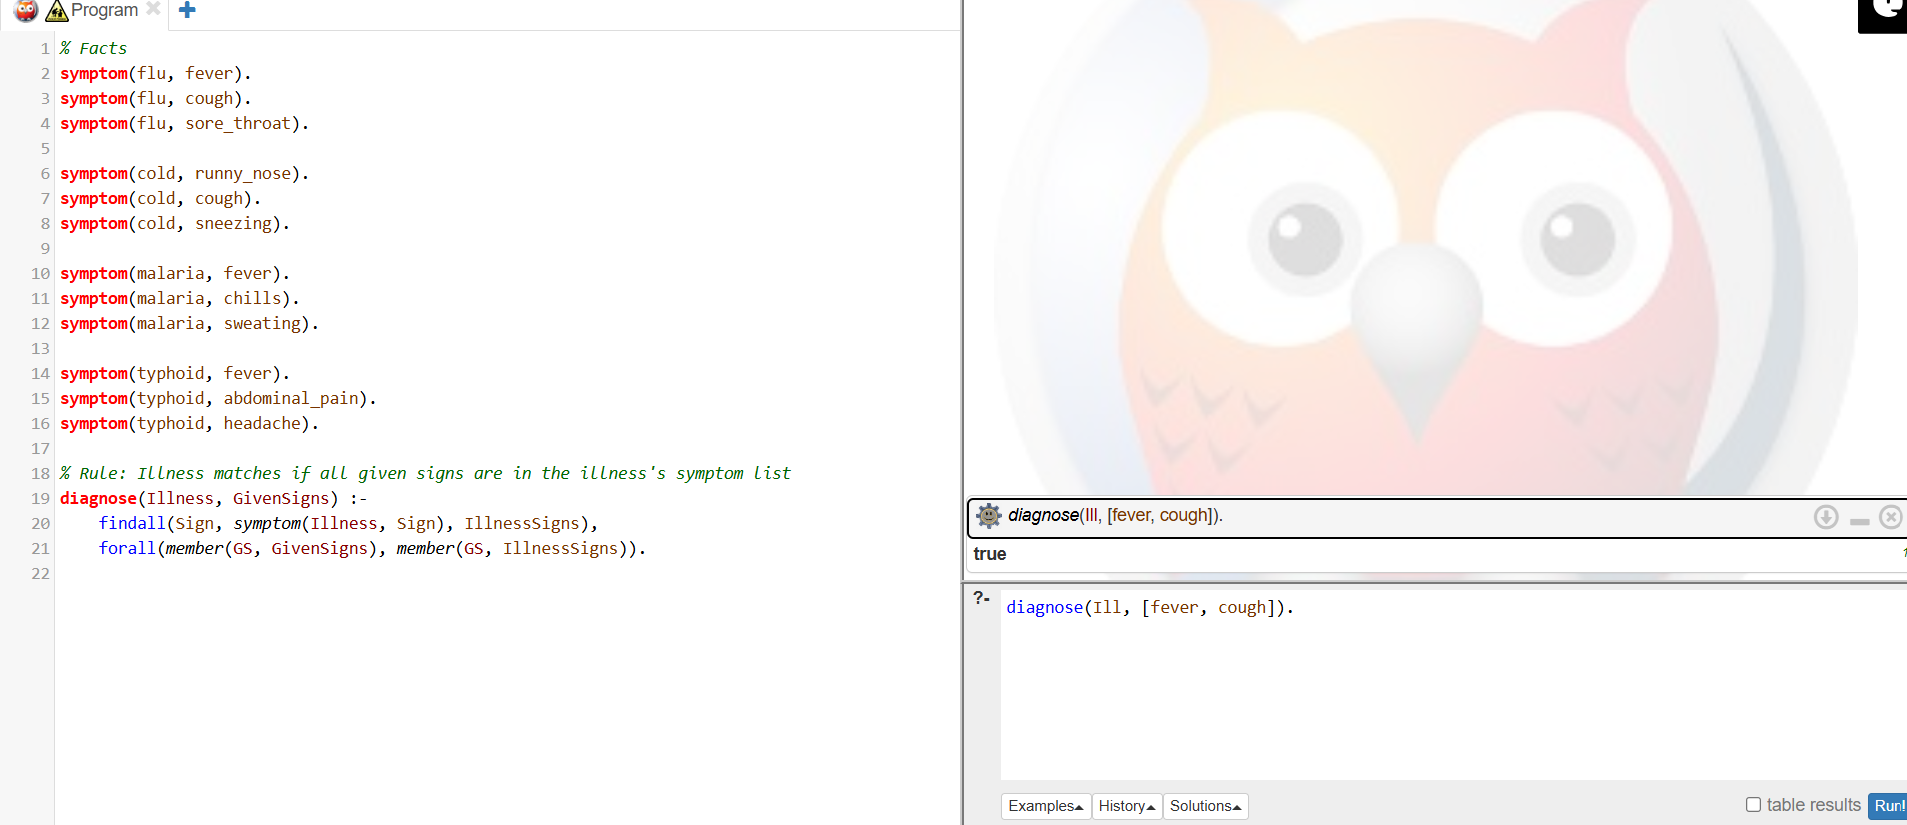 Program
1 % Facts
2 symptom(flu, fever).
3 symptom(flu, cough).
4 symptom(flu, sore_throat).
5
6 symptom(cold, runny_nose).
7 symptom(cold, cough).
8 symptom(cold, sneezing).
9
10 symptom(malaria, fever).
11 symptom(malaria, chills).
12 symptom(malaria, sweating).
13
14 symptom(typhoid, fever).
15 symptom(typhoid, abdominal_pain).
16 symptom(typhoid, headache).
17
18 % Rule: Illness matches if all given signs are in the illness's symptom list
19 diagnose(Illness, GivenSigns) :-
20 findall(Sign, symptom(Illness, Sign), IllnessSigns),
21 forall(member(GS, GivenSigns), member(GS, IllnessSigns)).
22
diagnose(Ill, [fever, cough]).
true
?- diagnose(Ill, [fever, cough]).
Examples History Solutions table results Run!